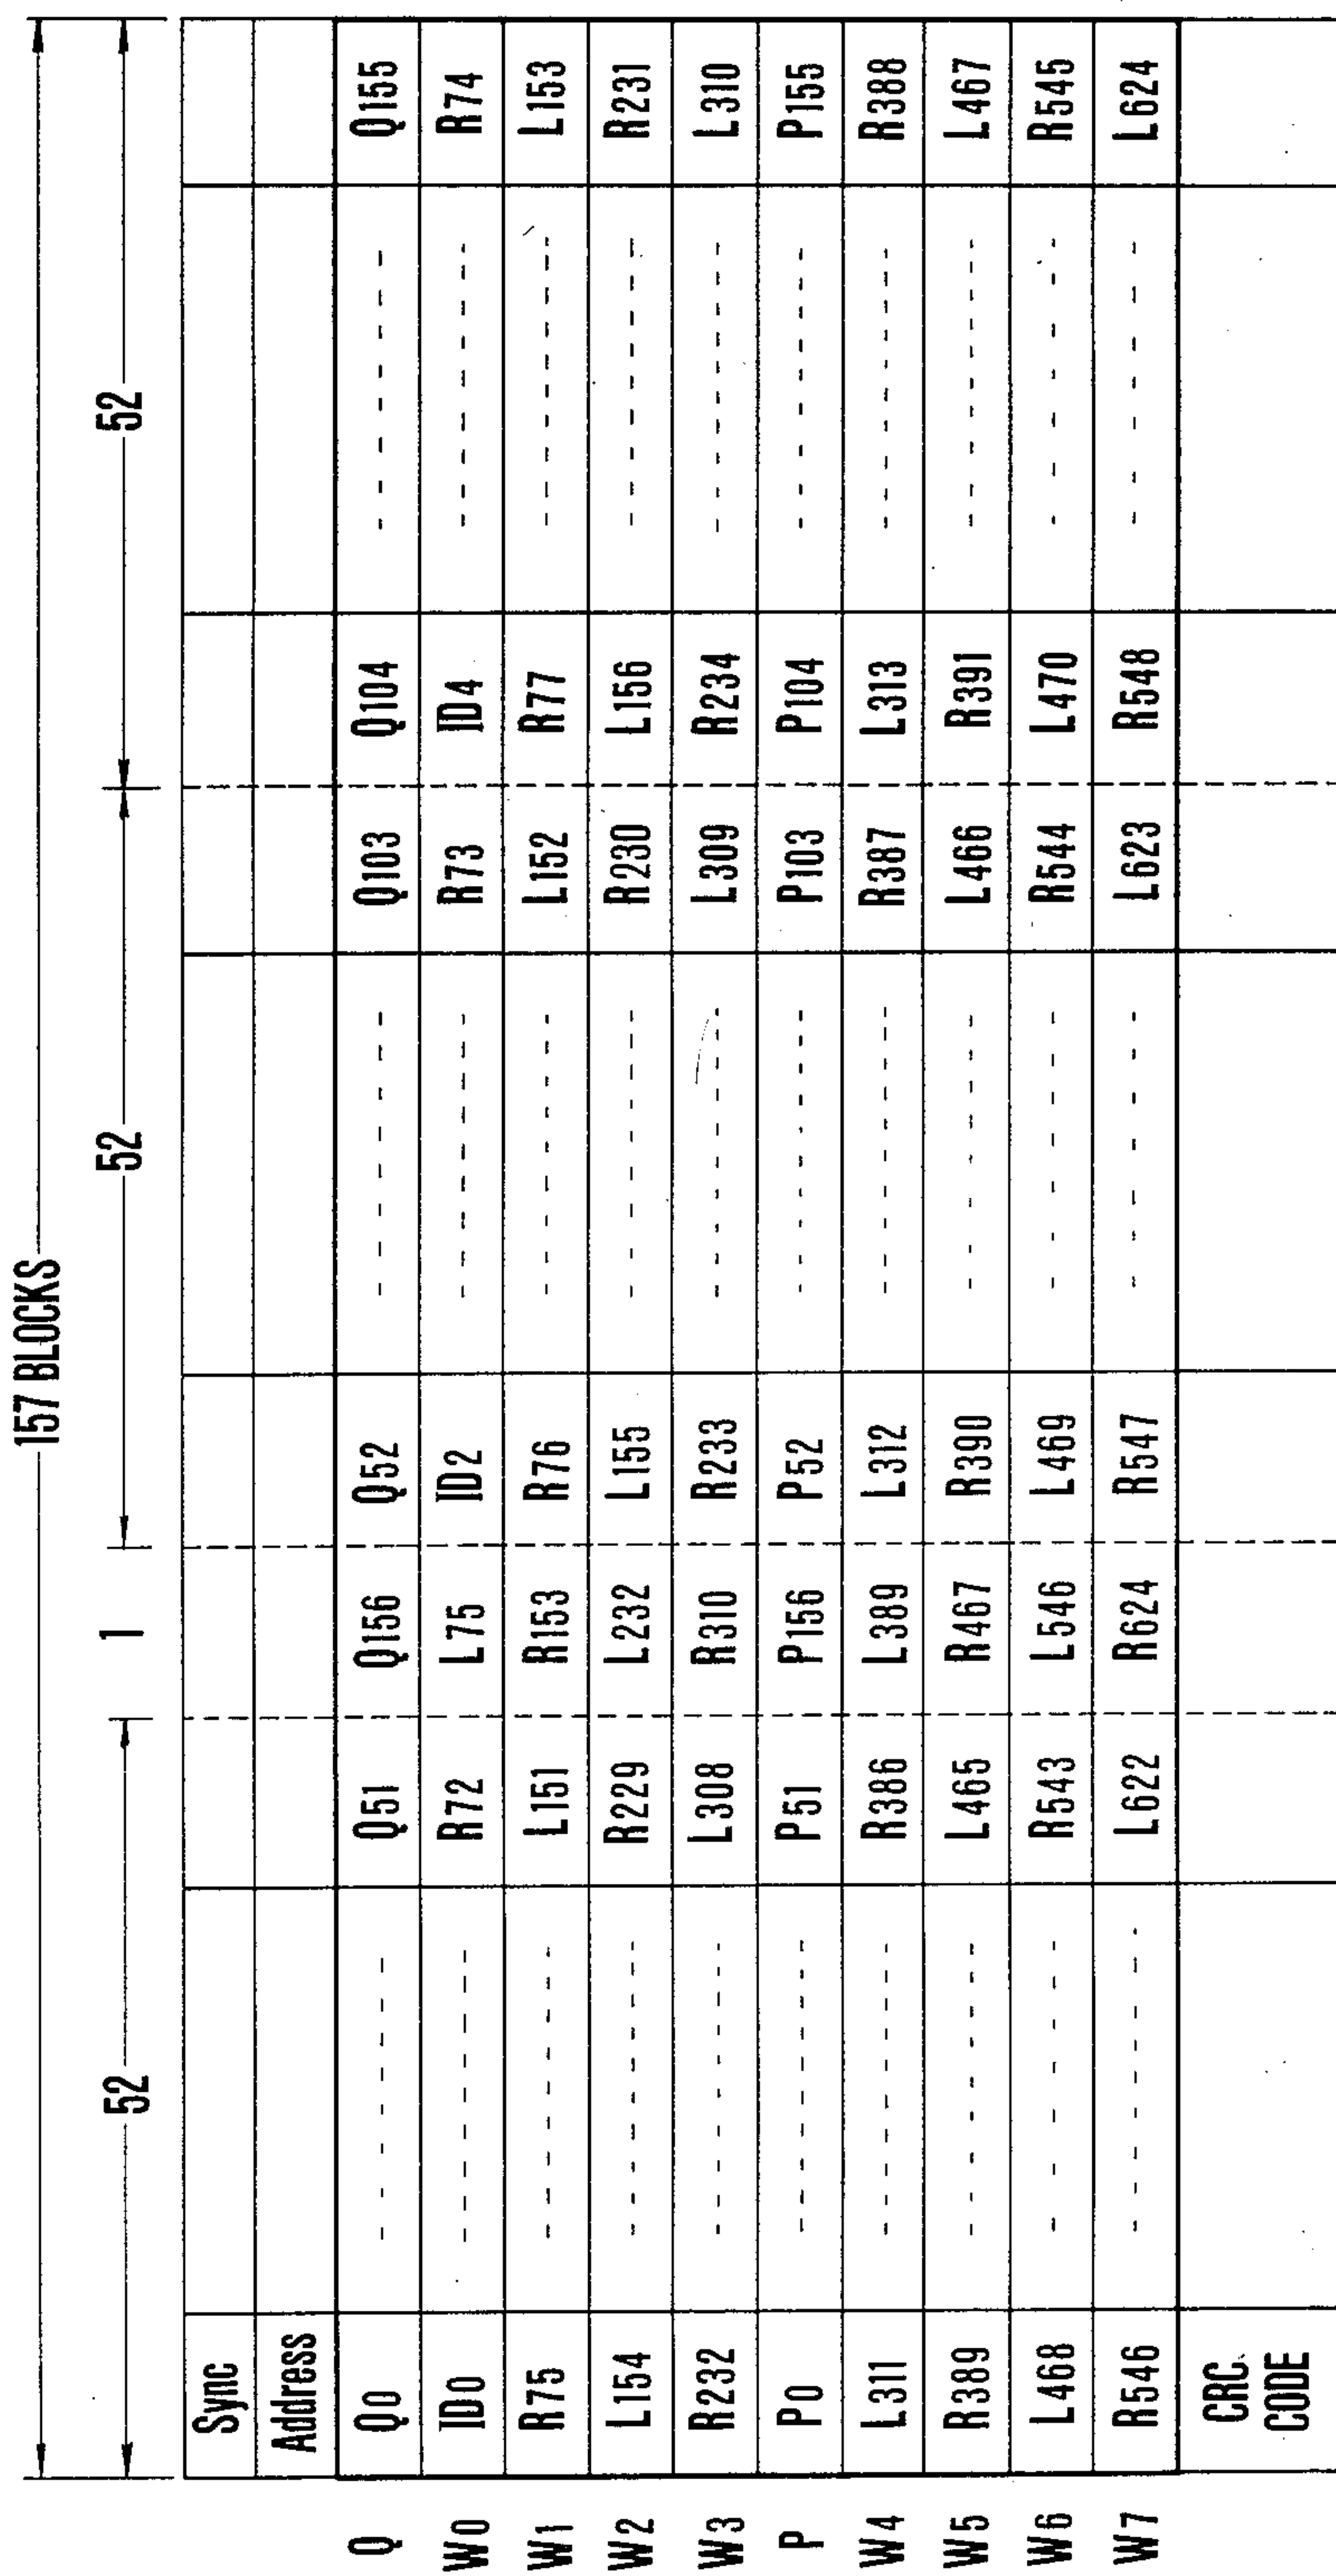 157 BLOCKS
52 1 52 52
Sync
Address
Q Q0 Q51 Q156 Q52 Q103 Q104 Q155
W0 ID0 R72 L75 ID2 R73 ID4 R74
W1 R75 L151 R153 R76 L152 R77 L153
W2 L154 R229 L232 L155 R230 L156 R231
W3 R232 L308 R310 R233 L309 R234 L310
P P0 P51 P156 P52 P103 P104 P155
W4 L311 R386 L389 L312 R387 L313 R388
W5 R389 L465 R467 R390 L466 R391 L467
W6 L468 R543 L546 L469 R544 L470 R545
W7 R546 L622 R624 R547 L623 R548 L624
CRC
CODE